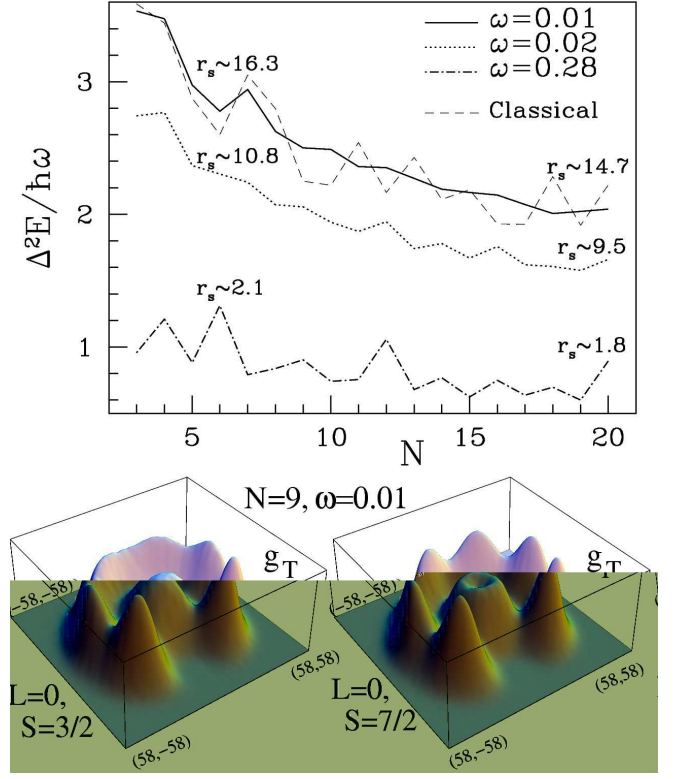 ω=0.01
ω=0.02
ω=0.28
Classical
3
2
1
Δ²E/ħω
r_s~16.3
r_s~10.8
r_s~14.7
r_s~9.5
r_s~2.1
r_s~1.8
5 10 15 20
N
N=9, ω=0.01
g_T
(-58,-58)
(58,58)
(58,-58)
L=0,
S=3/2
g_T
(-58,-58)
(58,58)
(58,-58)
L=0,
S=7/2